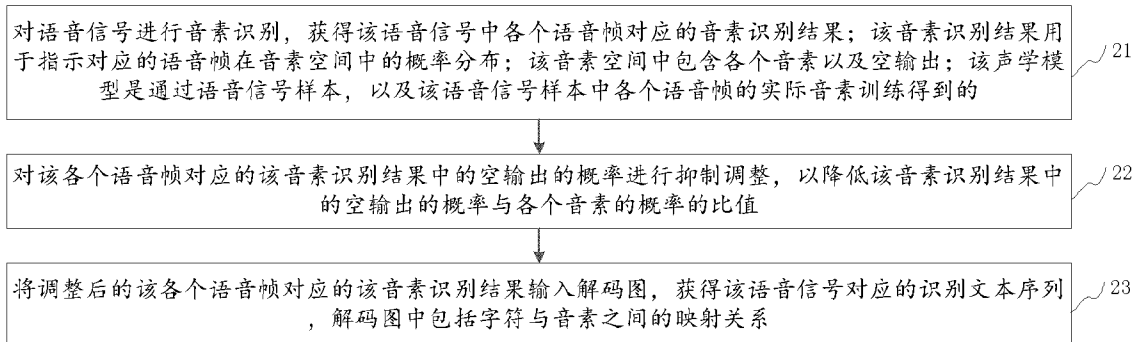 对语音信号进行音素识别，获得该语音信号中各个语音帧对应的音素识别结果；该音素识别结果用
于指示对应的语音帧在音素空间中的概率分布；该音素空间中包含各个音素以及空输出；该声学模
型是通过语音信号样本，以及该语音信号样本中各个语音帧的实际音素训练得到的
21
对该各个语音帧对应的该音素识别结果中的空输出的概率进行抑制调整，以降低该音素识别结果中
的空输出的概率与各个音素的概率的比值
22
将调整后的该各个语音帧对应的该音素识别结果输入解码图，获得该语音信号对应的识别文本序列
，解码图中包括字符与音素之间的映射关系
23